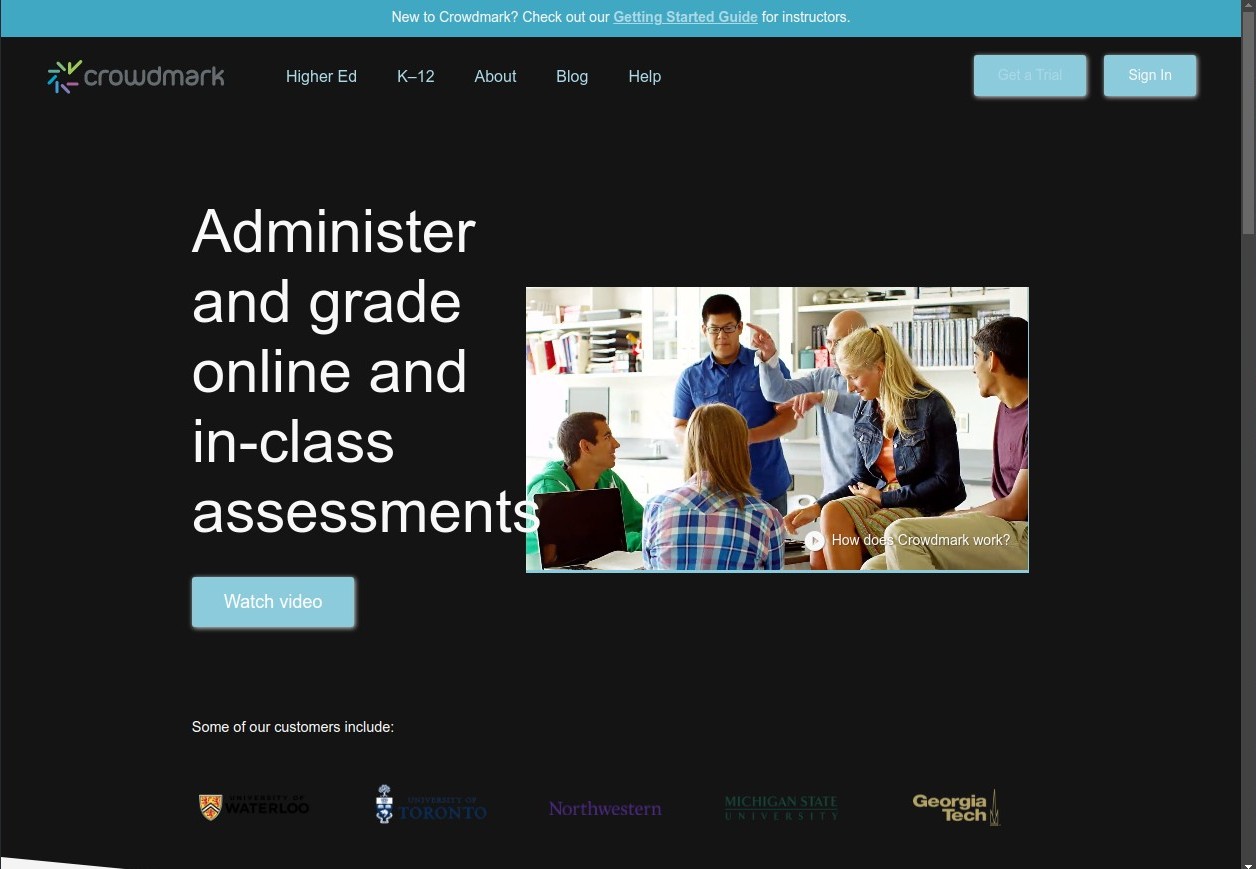 New to Crowdmark? Check out our Getting Started Guide for instructors.
crowdmark
Higher Ed
K–12
About
Blog
Help
Get a Trial
Sign In
Administer
and grade
online and
in-class
assessments
How does Crowdmark work?
Watch video
Some of our customers include:
UNIVERSITY OF
WATERLOO
UNIVERSITY OF
TORONTO
Northwestern
MICHIGAN STATE
UNIVERSITY
Georgia
Tech